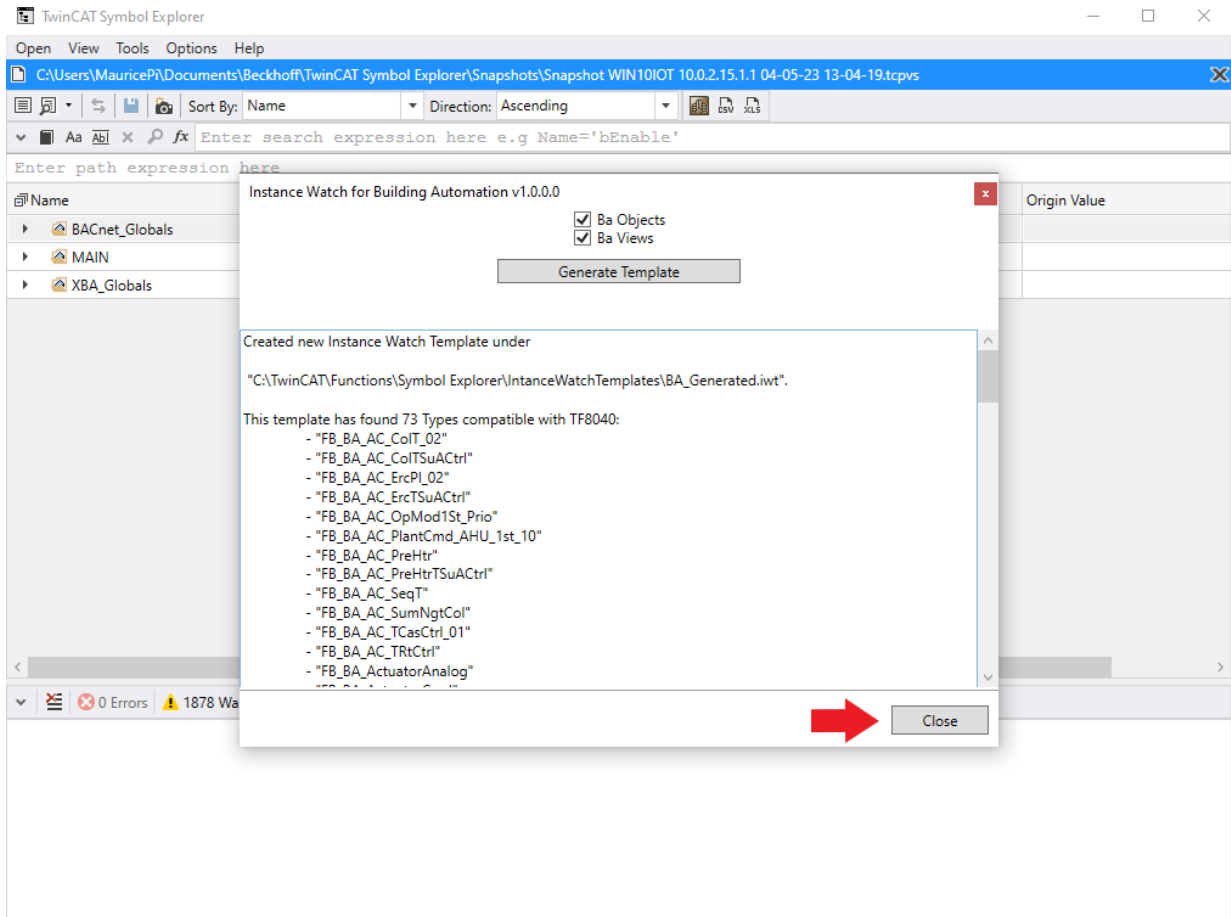 TwinCAT Symbol Explorer
Open View Tools Options Help
C:\Users\MauricePi\Documents\Beckhoff\TwinCAT Symbol Explorer\Snapshots\Snapshot WIN10IOT 10.0.2.15.1.1 04-05-23 13-04-19.tcpvs
Sort By: Name Direction: Ascending CSV XLS
Aa Abl fx Enter search expression here e.g Name='bEnable'
Enter path expression here
Name Origin Value
BACnet_Globals
MAIN
XBA_Globals
Instance Watch for Building Automation v1.0.0.0
Ba Objects
Ba Views
Generate Template
Created new Instance Watch Template under
"C:\TwinCAT\Functions\Symbol Explorer\IntanceWatchTemplates\BA_Generated.iwt".
This template has found 73 Types compatible with TF8040:
- "FB_BA_AC_ColT_02"
- "FB_BA_AC_ColTSuACtrl"
- "FB_BA_AC_ErcPl_02"
- "FB_BA_AC_ErcTSuACtrl"
- "FB_BA_AC_OpMod1St_Prio"
- "FB_BA_AC_PlantCmd_AHU_1st_10"
- "FB_BA_AC_PreHtr"
- "FB_BA_AC_PreHtrTSuACtrl"
- "FB_BA_AC_SeqT"
- "FB_BA_AC_SumNgtCol"
- "FB_BA_AC_TCasCtrl_01"
- "FB_BA_AC_TRtCtrl"
- "FB_BA_ActuatorAnalog"
Close
0 Errors 1878 Wa